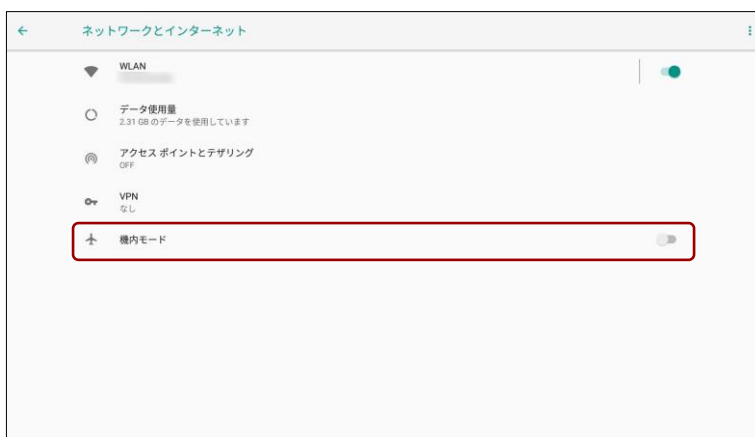 ネットワークとインターネット
WLAN
データ使用量
2.31 GB のデータを使用しています
アクセス ポイントとテザリング
OFF
VPN
なし
機内モード